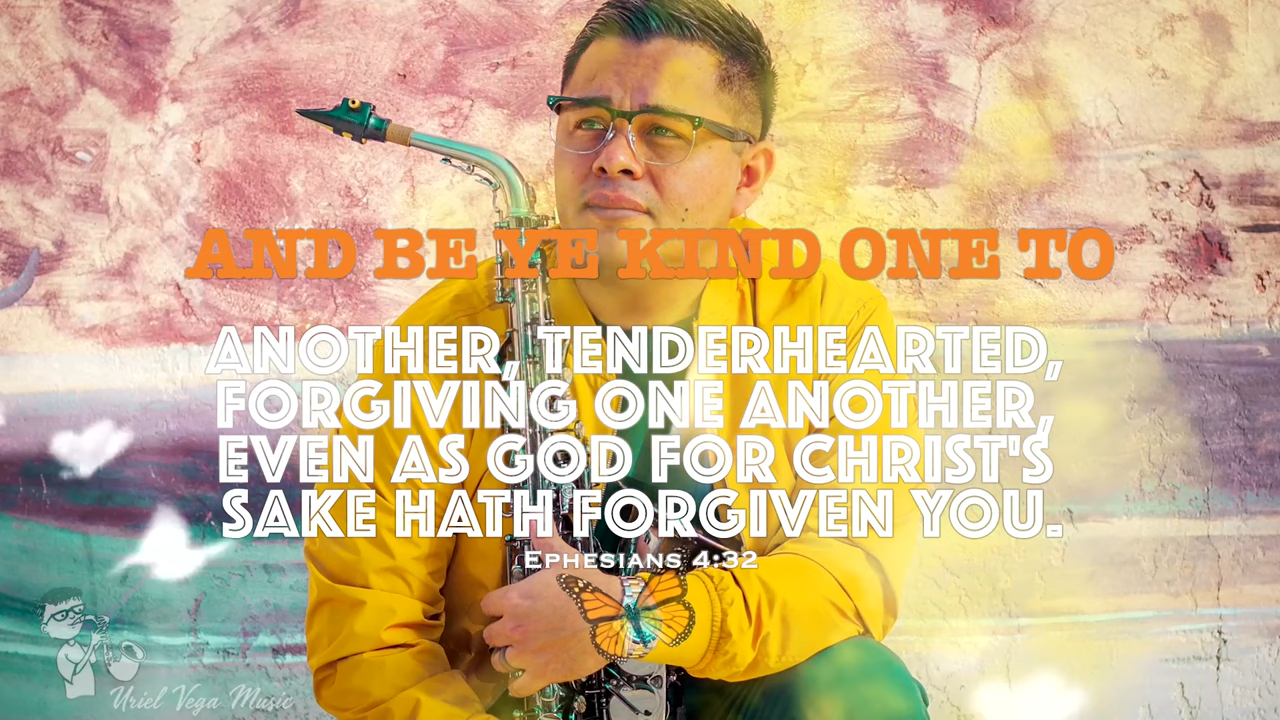 AND BE YE KIND ONE TO
ANOTHER, TENDERHEARTED,
FORGIVING ONE ANOTHER,
EVEN AS GOD FOR CHRIST'S
SAKE HATH FORGIVEN YOU.
EPHESIANS 4:32
Uriel Vega Music